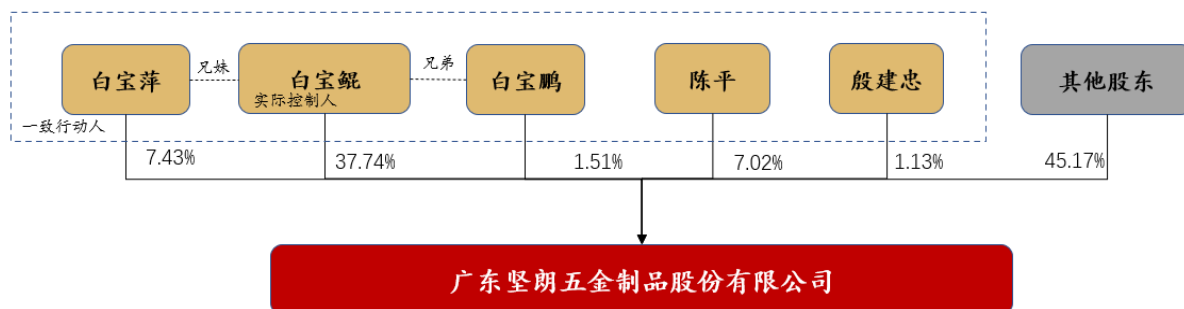 兄妹
兄弟
白宝萍
白宝鲲
实际控制人
白宝鹏
陈平
殷建忠
其他股东
一致行动人
7.43%
37.74%
1.51%
7.02%
1.13%
45.17%
广东坚朗五金制品股份有限公司